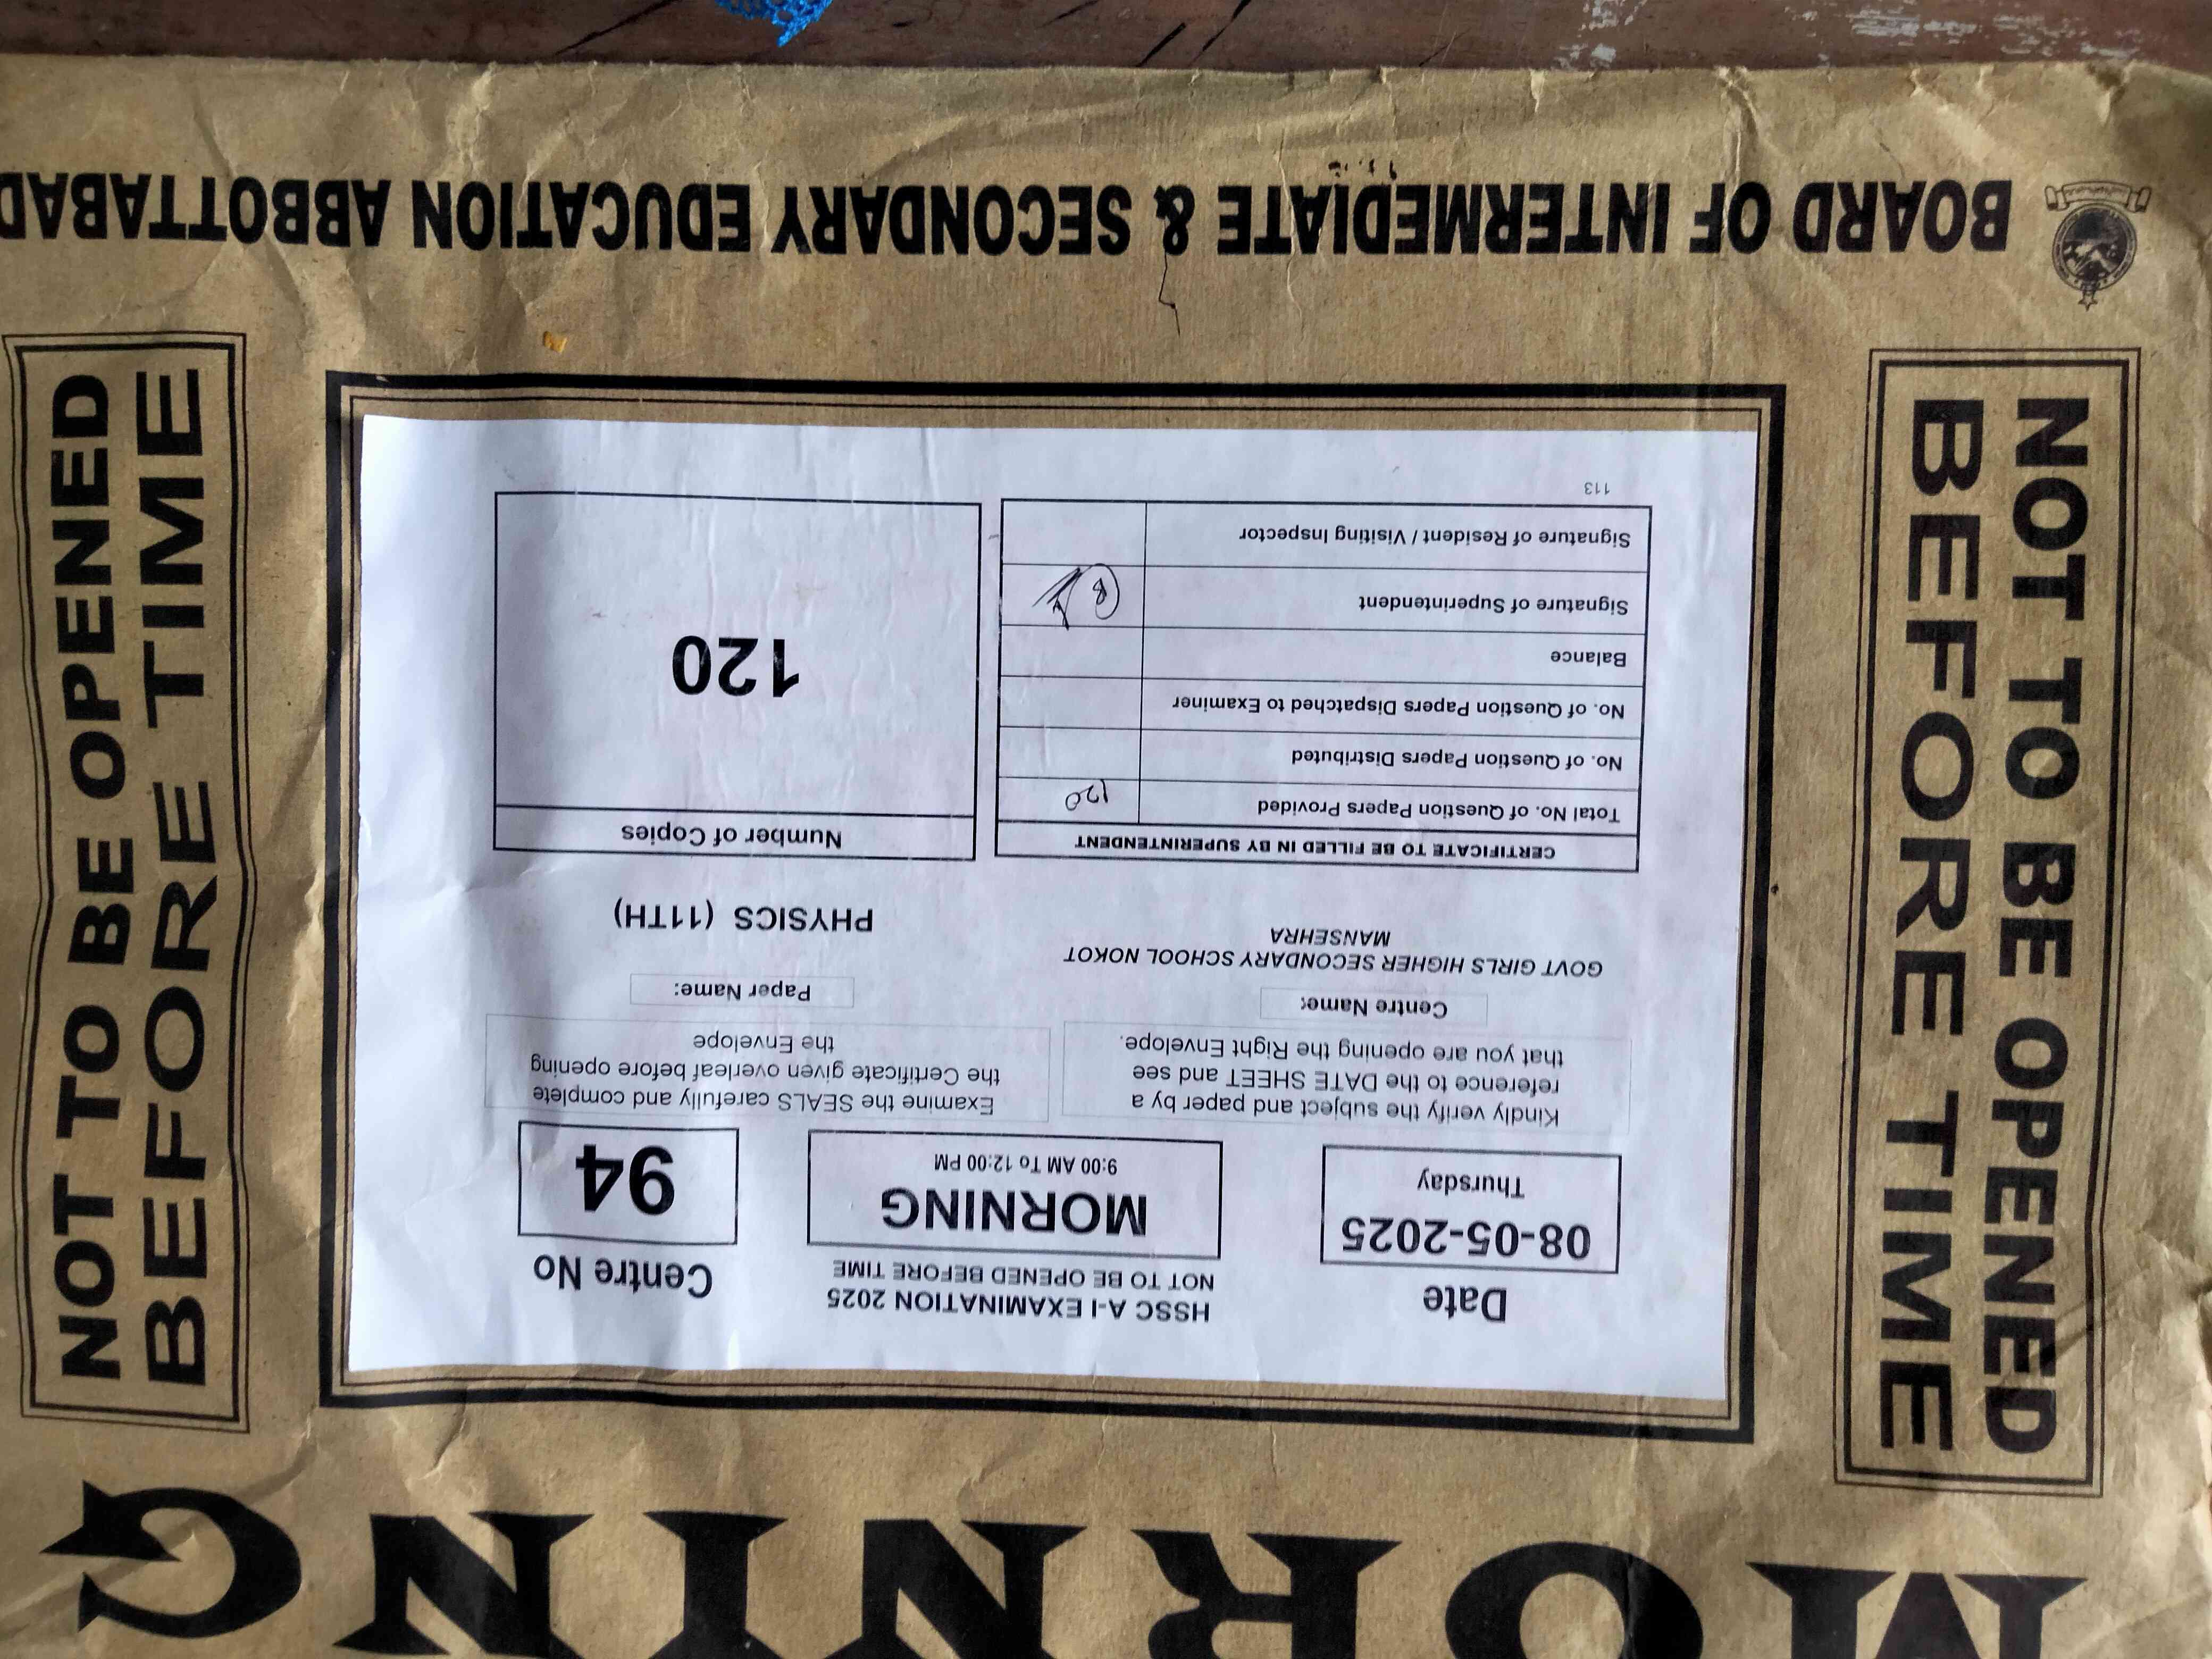 MORNING
NOT TO BE OPENED
BEFORE TIME
HSSC A-I EXAMINATION 2025
NOT TO BE OPENED BEFORE TIME
Date
08-05-2025
Thursday
MORNING
9:00 AM To 12:00 PM
Centre No
94
Kindly verify the subject and paper by a
reference to the DATE SHEET and see
that you are opening the Right Envelope.
Examine the SEALS carefully and complete
the Certificate given overleaf before opening
the Envelope
Centre Name:
GOVT GIRLS HIGHER SECONDARY SCHOOL NOKOT
MANSEHRA
Paper Name:
PHYSICS (11TH)
CERTIFICATE TO BE FILLED IN BY SUPERINTENDENT
Total No. of Question Papers Provided 120
No. of Question Papers Distributed
No. of Question Papers Dispatched to Examiner
Balance
Signature of Superintendent
Signature of Resident / Visiting Inspector
113
Number of Copies
120
NOT TO BE OPENED
BEFORE TIME
BOARD OF INTERMEDIATE & SECONDARY EDUCATION ABBOTTABAD